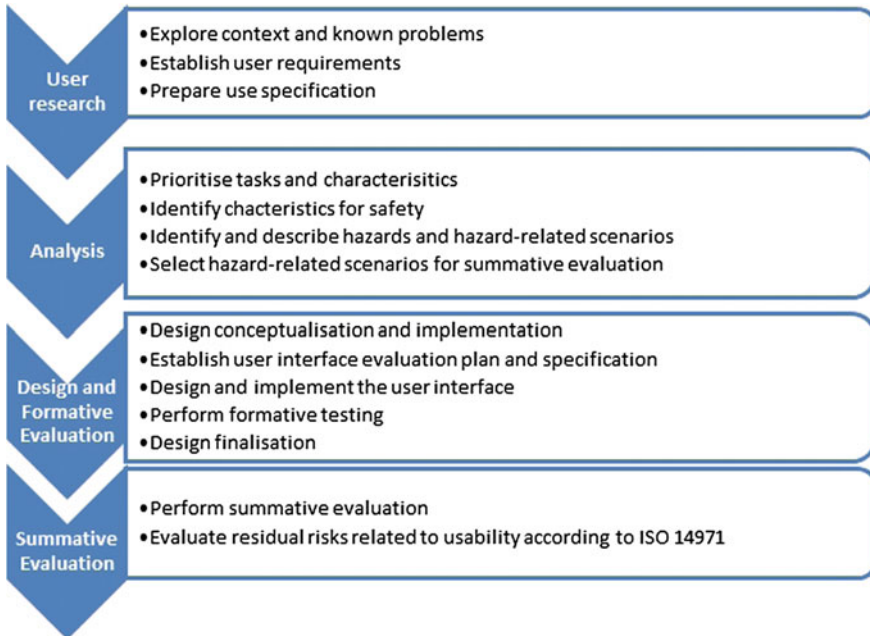 User
research
•Explore context and known problems
•Establish user requirements
•Prepare use specification
Analysis
•Prioritise tasks and characterisitics
•Identify chacteristics for safety
•Identify and describe hazards and hazard-related scenarios
•Select hazard-related scenarios for summative evaluation
Design and
Formative
Evaluation
•Design conceptualisation and implementation
•Establish user interface evaluation plan and specification
•Design and implement the user interface
•Perform formative testing
•Design finalisation
Summative
Evaluation
•Perform summative evaluation
•Evaluate residual risks related to usability according to ISO 14971